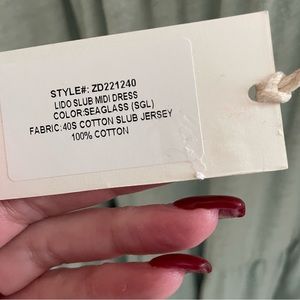 STYLE#: ZD221240
LIDO SLUB MIDI DRESS
COLOR:SEAGLASS (SGL)
FABRIC:40S COTTON SLUB JERSEY
100% COTTON